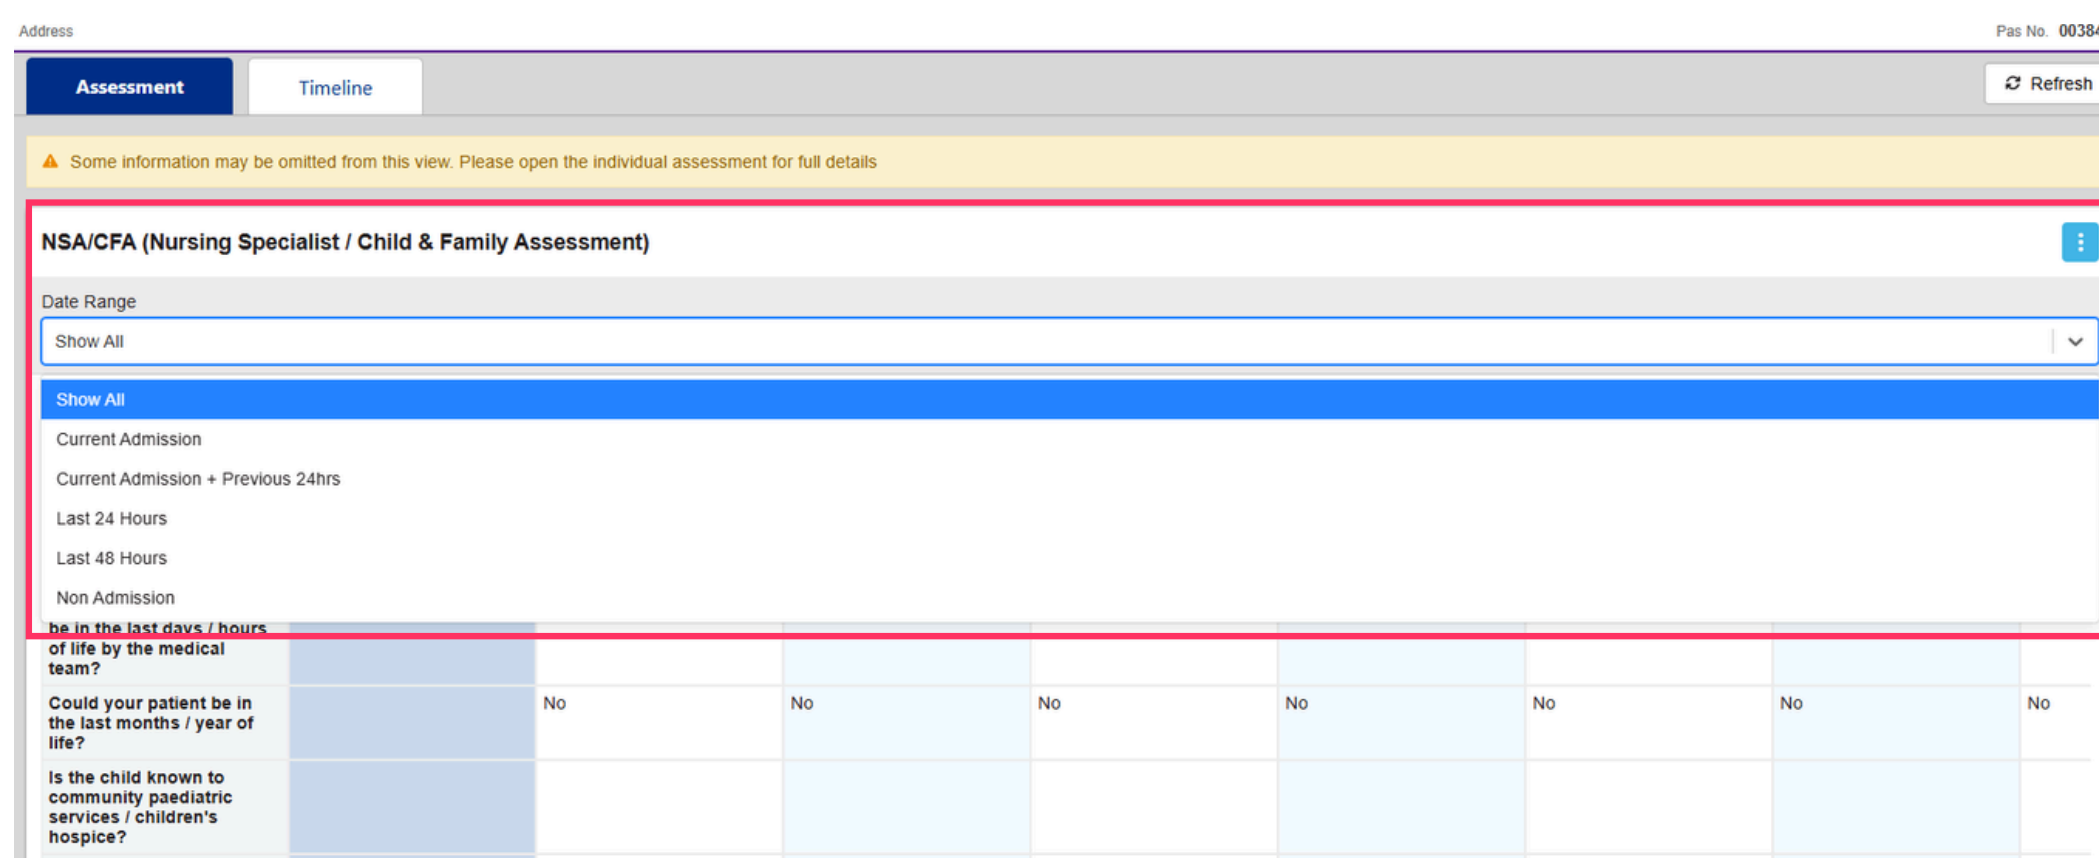 Address
Pas No. 00384
Assessment
Timeline
Refresh
Some information may be omitted from this view. Please open the individual assessment for full details
NSA/CFA (Nursing Specialist / Child & Family Assessment)
Date Range
Show All
Show All
Current Admission
Current Admission + Previous 24hrs
Last 24 Hours
Last 48 Hours
Non Admission
be in the last days / hours
of life by the medical
team?
Could your patient be in
the last months / year of
life?
No No No No No No No
Is the child known to
community paediatric
services / children's
hospice?